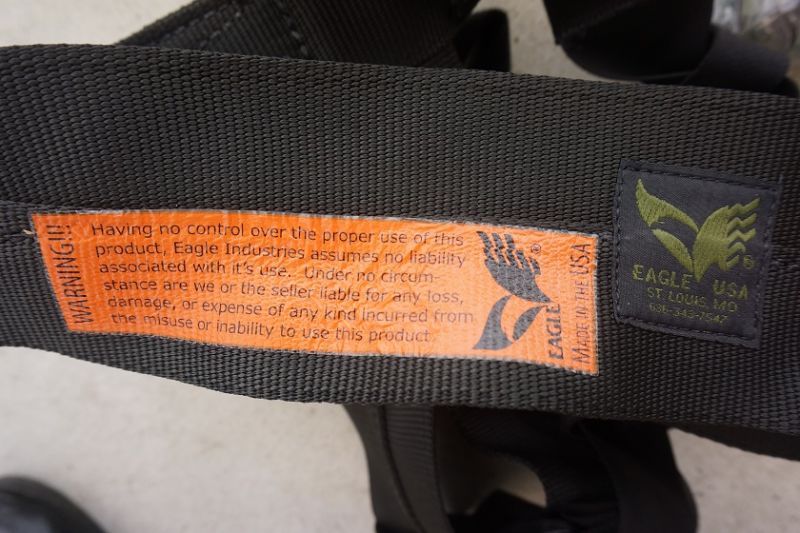 WARNING!!!
Having no control over the proper use of this
product, Eagle Industries assumes no liability
associated with it's use. Under no circum-
stance are we or the seller liable for any loss,
damage, or expense of any kind incurred from
the misuse or inability to use this product.
®
EAGLE
MADE IN THE USA
®
EAGLE USA
ST. LOUIS, MO
636-343-7547